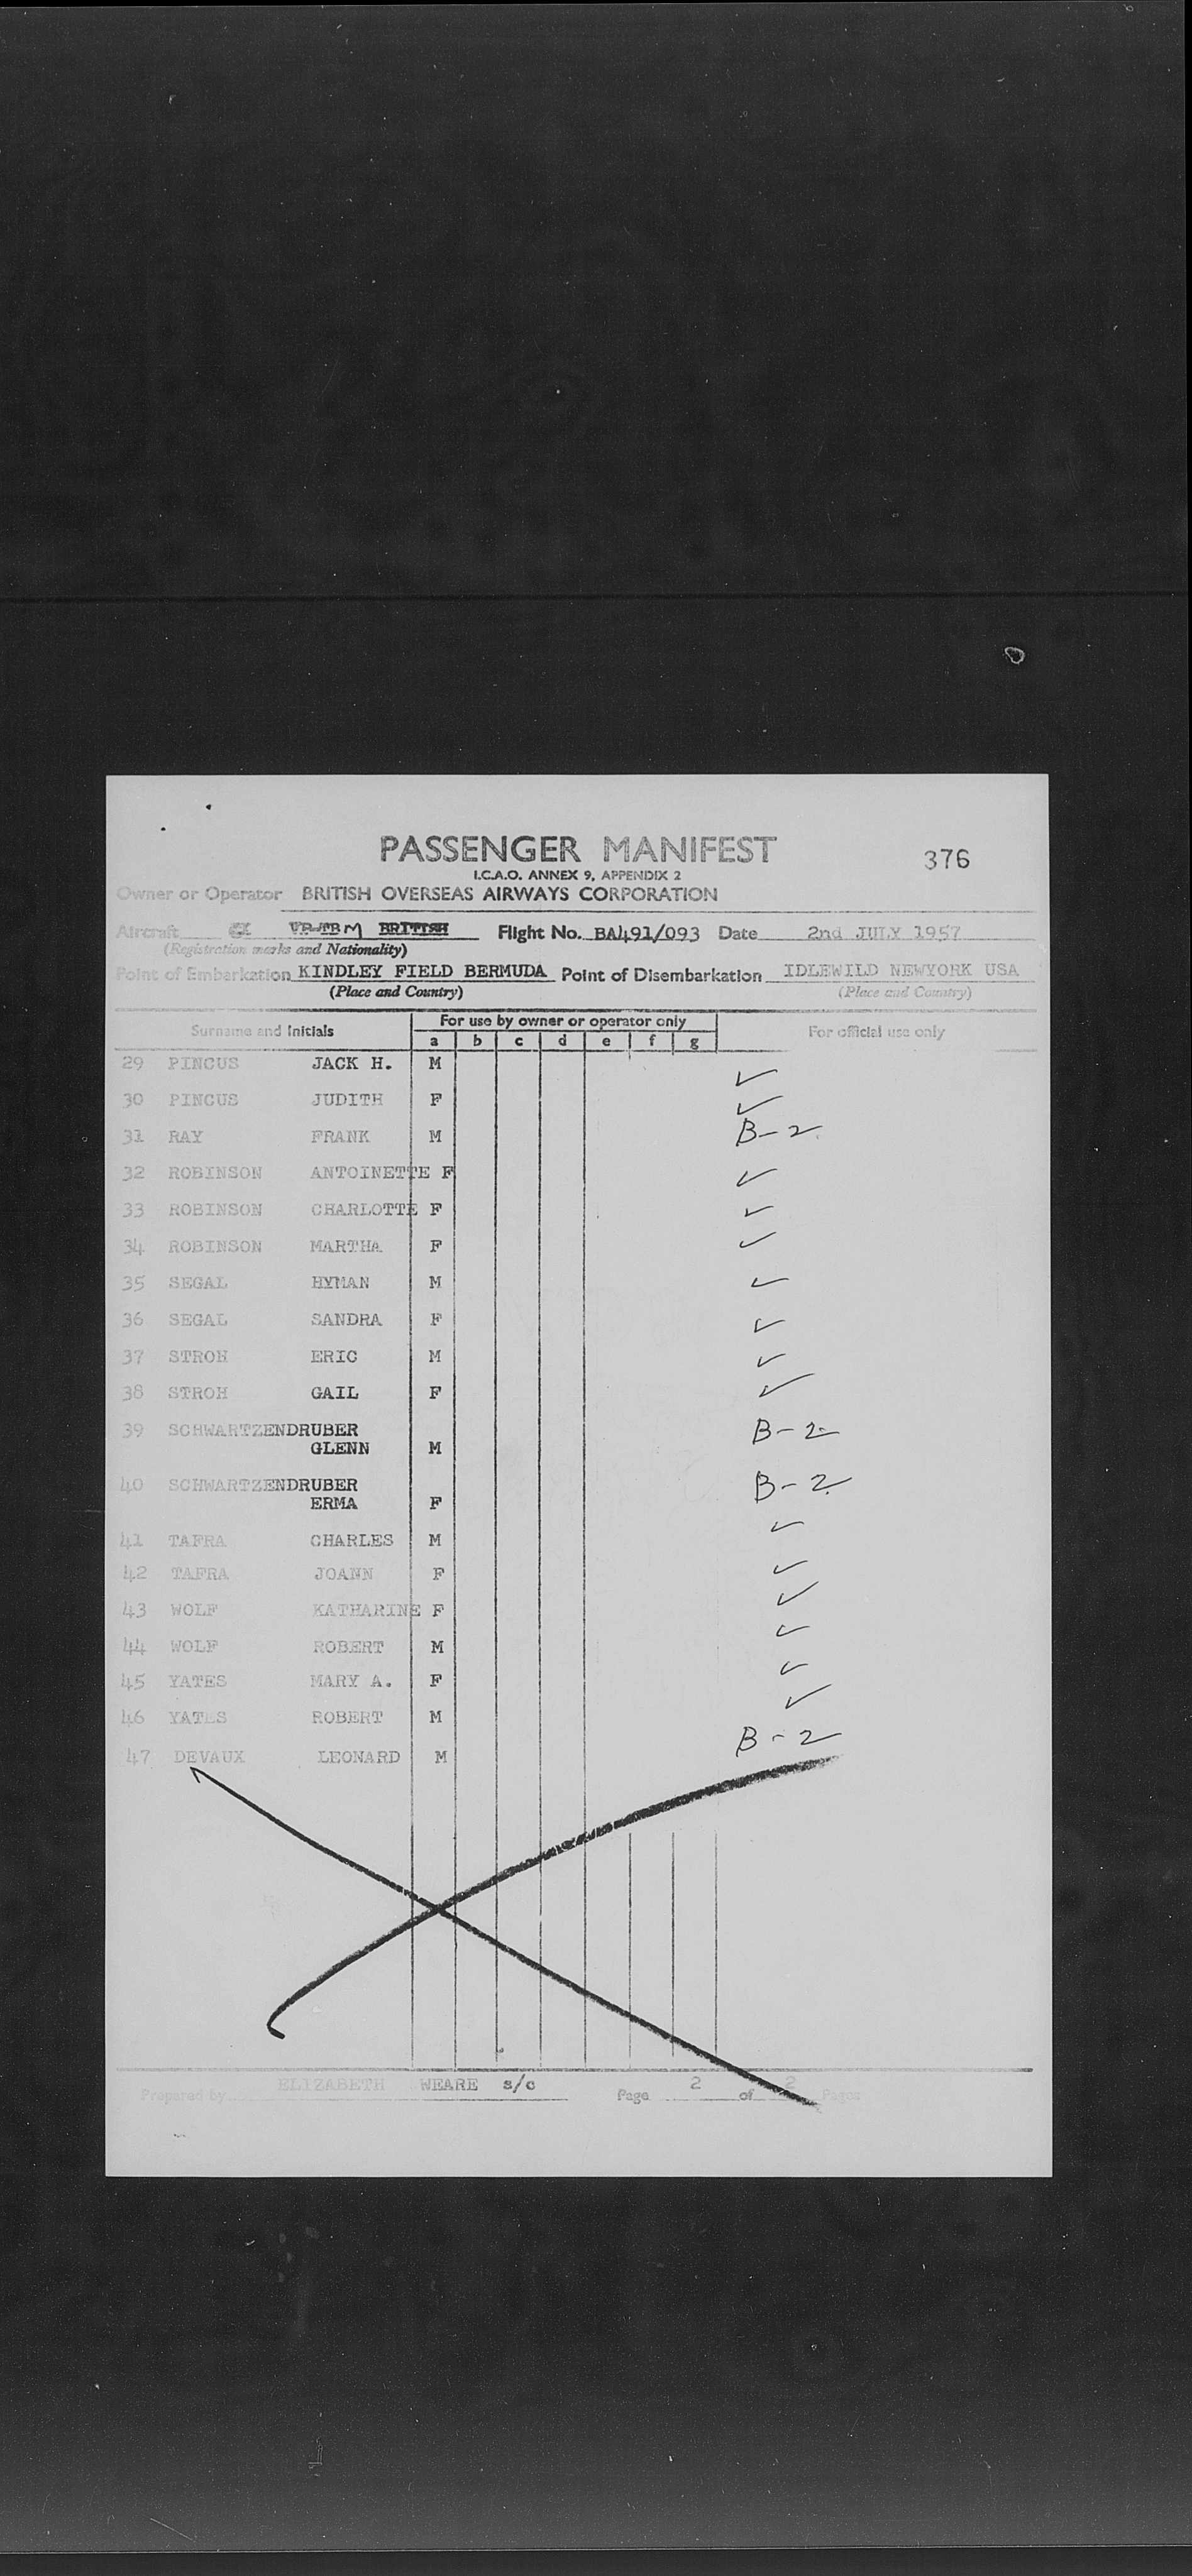 PASSENGER MANIFEST
376
I.C.A.O. ANNEX 9, APPENDIX 2
Owner or Operator BRITISH OVERSEAS AIRWAYS CORPORATION
Aircraft BRITISH Flight No. BA491/093 Date 2nd JULY 1957
(Registration marks and Nationality)
Point of Embarkation KINDLEY FIELD BERMUDA Point of Disembarkation IDLEWILD NEWYORK USA
(Place and Country) (Place and Country)
Surname and Initials For use by owner or operator only For official use only
a b c d e f g
29 PINCUS JACK H. M ✓
30 PINCUS JUDITH F ✓
31 RAY FRANK M B-2
32 ROBINSON ANTOINETTE F ✓
33 ROBINSON CHARLOTTE F ✓
34 ROBINSON MARTHA F ✓
35 SEGAL HYMAN M ✓
36 SEGAL SANDRA F ✓
37 STROH ERIC M ✓
38 STROH GAIL F ✓
39 SCHWARTZENDRUBER B-2
GLENN M
40 SCHWARTZENDRUBER B-2
ERMA F
41 TAFRA CHARLES M ✓
42 TAFRA JOANN F ✓
43 WOLF KATHARINE F ✓
44 WOLF ROBERT M ✓
45 YATES MARY A. F ✓
46 YATES ROBERT M ✓
47 DEVAUX LEONARD M B-2
Prepared by ELIZABETH WEARE s/c Page 2 of 2 Pages